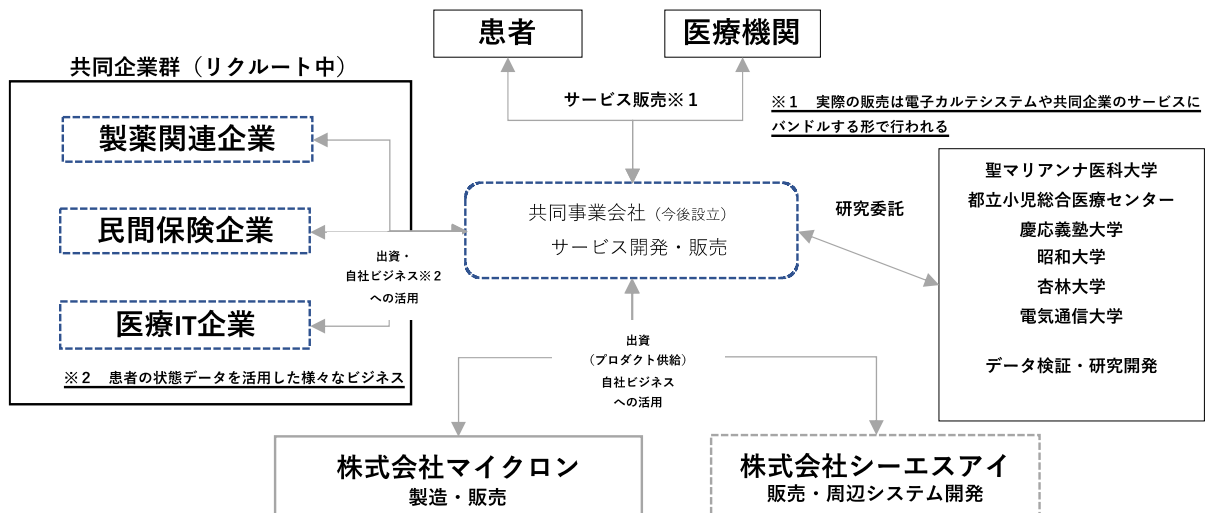 患者
医療機関
共同企業群（リクルート中）
サービス販売※１
※１　実際の販売は電子カルテシステムや共同企業のサービスに
バンドルする形で行われる
製薬関連企業
民間保険企業
医療IT企業
出資・
自社ビジネス※２
への活用
※２　患者の状態データを活用した様々なビジネス
共同事業会社（今後設立）
サービス開発・販売
研究委託
聖マリアンナ医科大学
都立小児総合医療センター
慶応義塾大学
昭和大学
杏林大学
電気通信大学
データ検証・研究開発
出資
（プロダクト供給）
自社ビジネス
への活用
株式会社マイクロン
製造・販売
株式会社シーエスアイ
販売・周辺システム開発